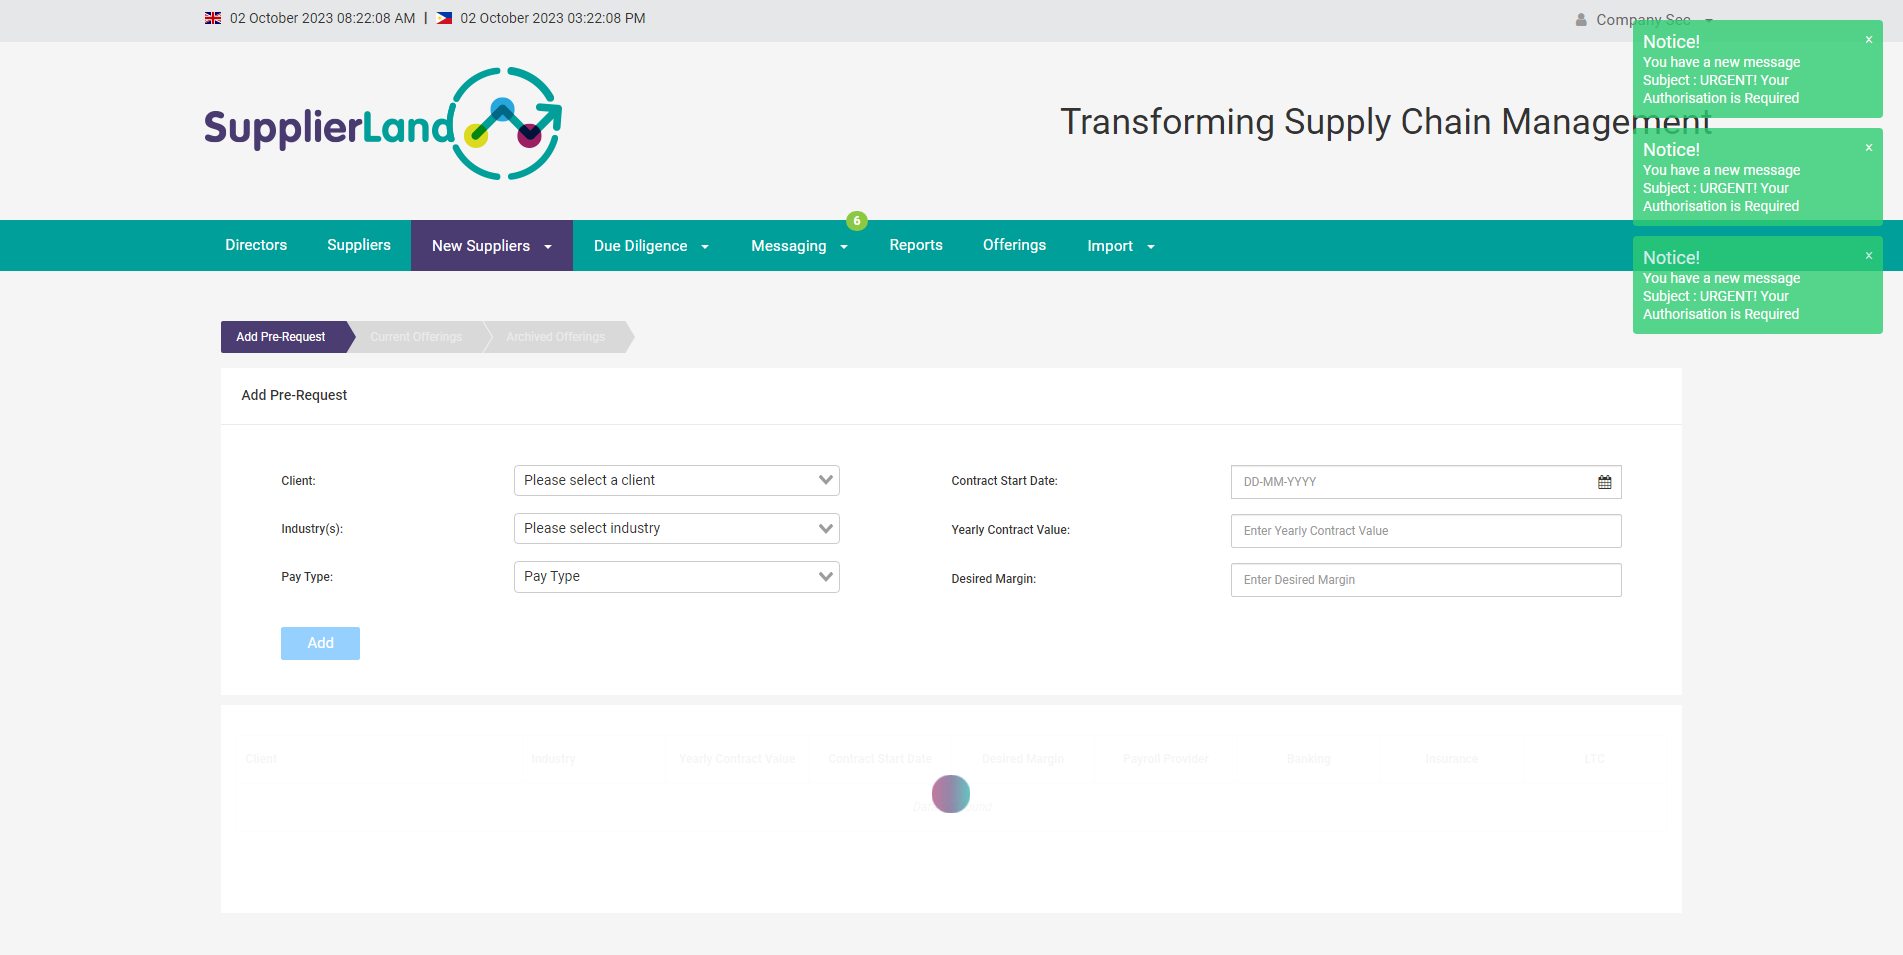 02 October 2023 08:22:08 AM | 02 October 2023 03:22:08 PM
Company Sec
SupplierLand
Transforming Supply Chain Management
Notice!
×
You have a new message
Subject : URGENT! Your
Authorisation is Required
Notice!
×
You have a new message
Subject : URGENT! Your
Authorisation is Required
Notice!
×
You have a new message
Subject : URGENT! Your
Authorisation is Required
6
Directors Suppliers New Suppliers Due Diligence Messaging Reports Offerings Import
Add Pre-Request Current Offerings Archived Offerings
Add Pre-Request
Client: Please select a client
Industry(s): Please select industry
Pay Type: Pay Type
Contract Start Date: DD-MM-YYYY
Yearly Contract Value: Enter Yearly Contract Value
Desired Margin: Enter Desired Margin
Add
Client Industry Yearly Contract Value Contract Start Date Desired Margin Payroll Provider Banking Insurance LTC